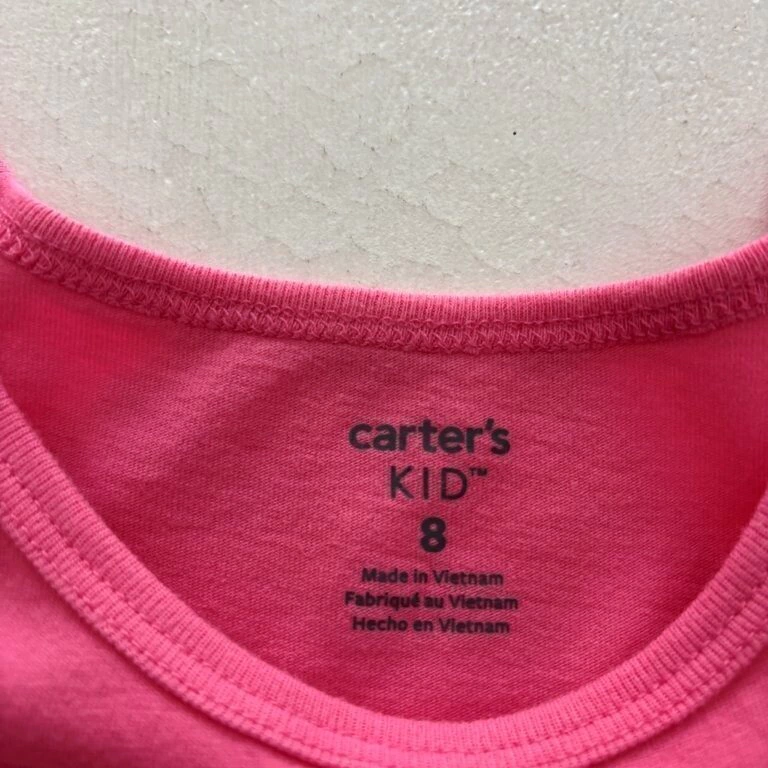 carter's
KID™
8
Made in Vietnam
Fabriqué au Vietnam
Hecho en Vietnam